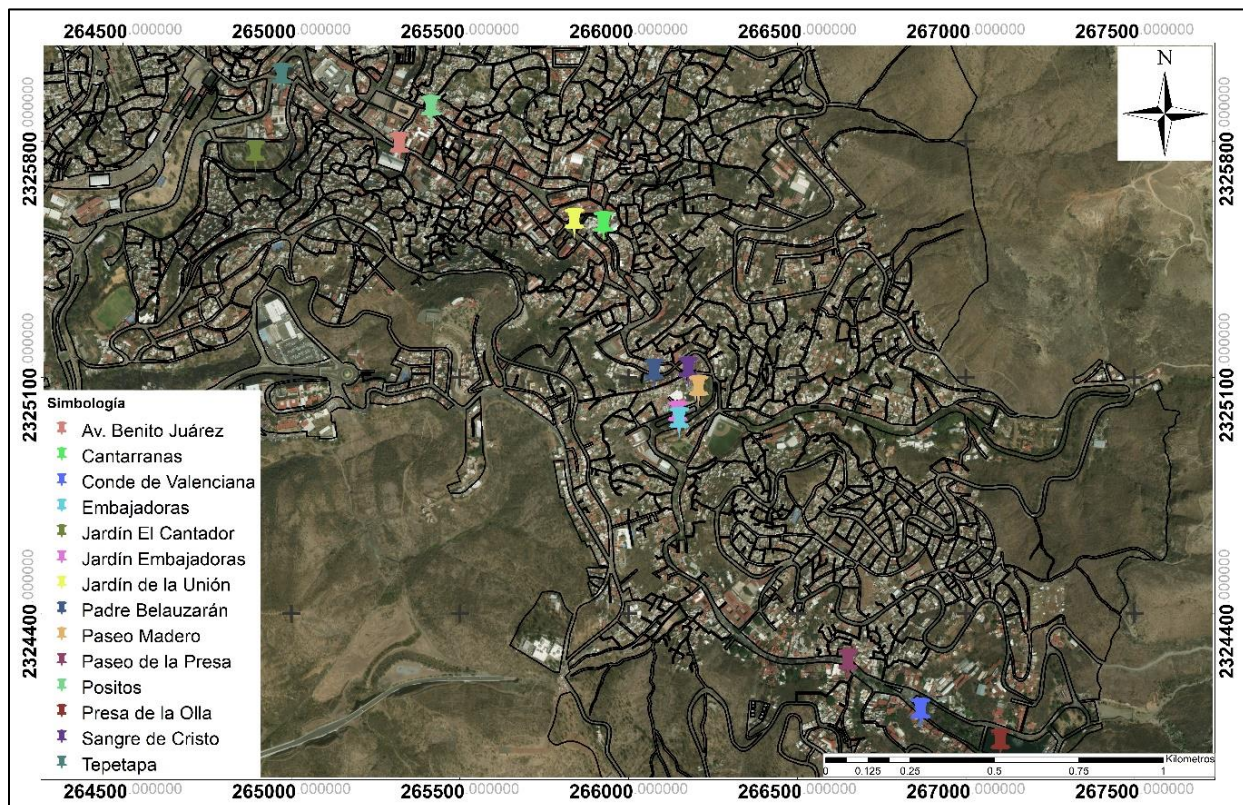 264500.000000 265000.000000 265500.000000 266000.000000 266500.000000 267000.000000 267500.000000
N
2325800.000000
2325800.000000
2325100.000000
2325100.000000
2324400.000000
2324400.000000
Simbología
Av. Benito Juárez
Cantarranas
Conde de Valenciana
Embajadoras
Jardín El Cantador
Jardín Embajadoras
Jardín de la Unión
Padre Belauzarán
Paseo Madero
Paseo de la Presa
Positos
Presa de la Olla
Sangre de Cristo
Tepetapa
Kilometros
0 0.125 0.25 0.5 0.75 1
264500.000000 265000.000000 265500.000000 266000.000000 266500.000000 267000.000000 267500.000000